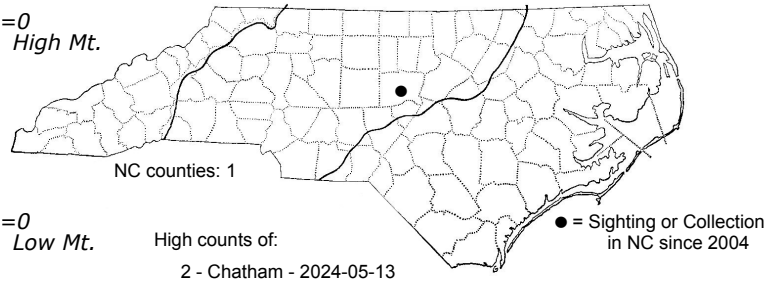 =0
High Mt.
NC counties: 1
=0
Low Mt.
High counts of:
2 - Chatham - 2024-05-13
● = Sighting or Collection
in NC since 2004